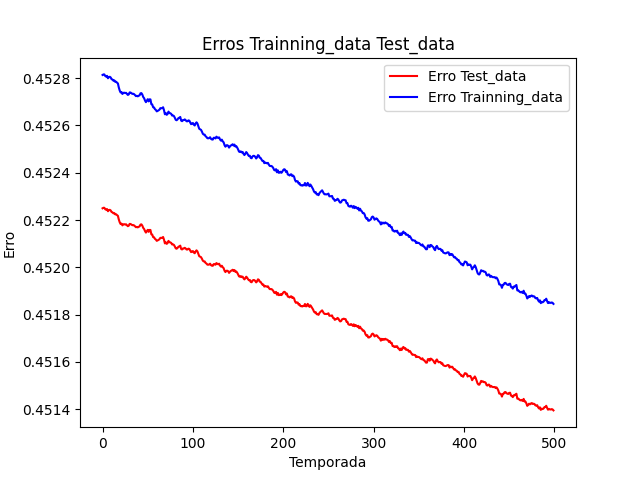 Erros Trainning_data Test_data
Erro Test_data
Erro Trainning_data
0.4528
0.4526
0.4524
0.4522
0.4520
0.4518
0.4516
0.4514
Erro
0 100 200 300 400 500
Temporada